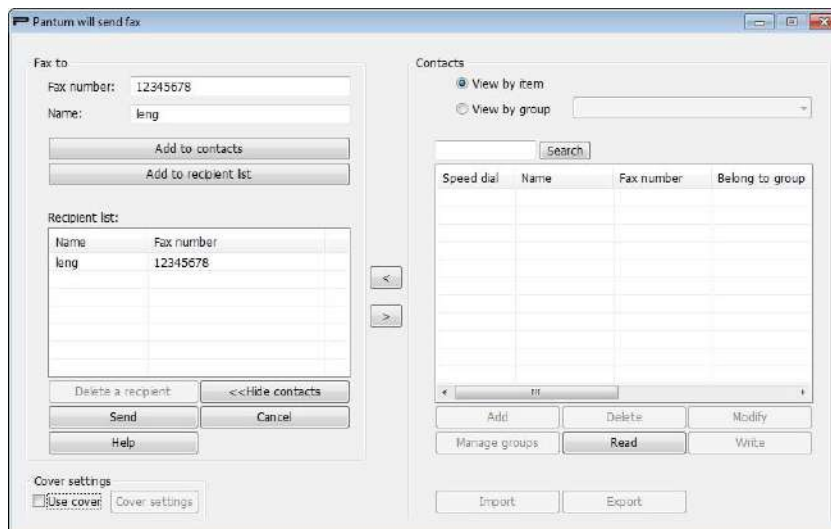 Pantum will send fax
Fax to
Fax number: 12345678
Name: leng
Add to contacts
Add to recipient list
Recipient list:
Name Fax number
leng 12345678
Delete a recipient <<Hide contacts
Send Cancel
Help
Cover settings
Use cover Cover settings
<
>
Contacts
View by item
View by group
Search
Speed dial Name Fax number Belong to group
Add Delete Modify
Manage groups Read Write
Import Export